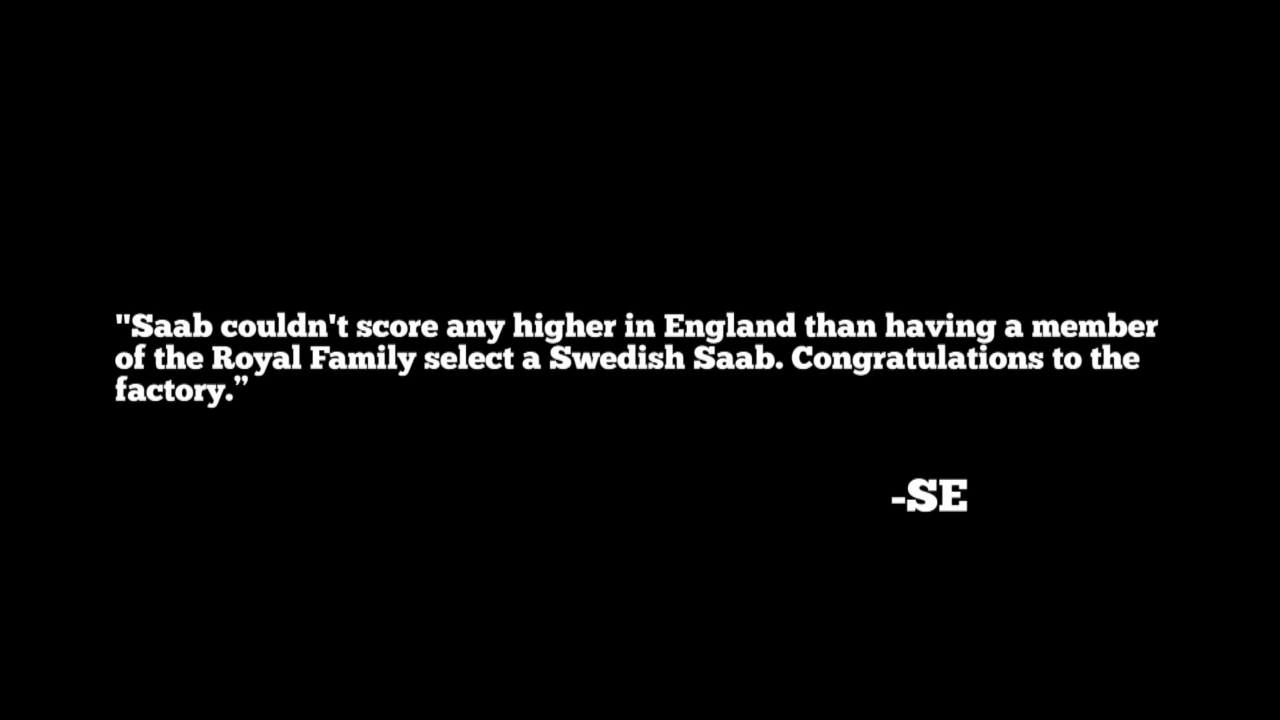 "Saab couldn't score any higher in England than having a member
of the Royal Family select a Swedish Saab. Congratulations to the
factory.”
-SE